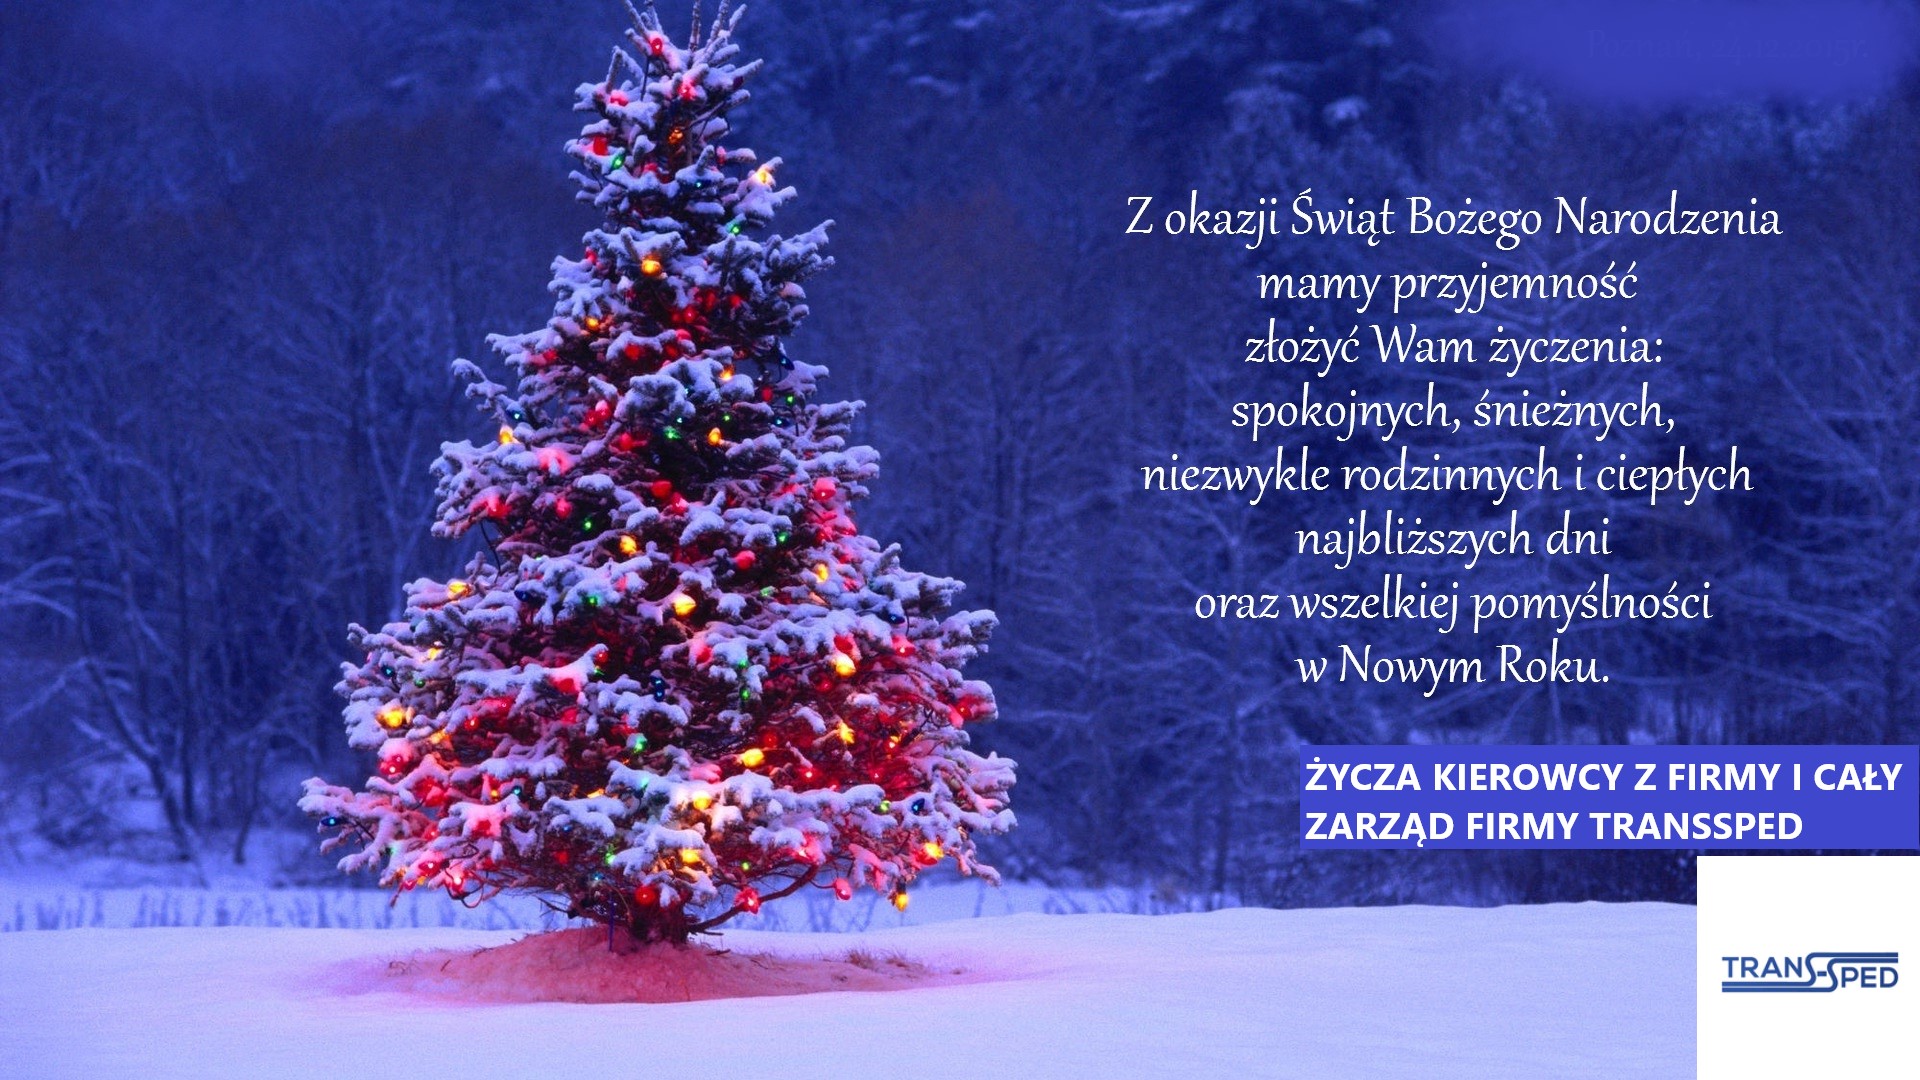 Z okazji Świąt Bożego Narodzenia
mamy przyjemność
złożyć Wam życzenia:
spokojnych, śnieżnych,
niezwykle rodzinnych i ciepłych
najbliższych dni
oraz wszelkiej pomyślności
w Nowym Roku.
ŻYCZA KIEROWCY Z FIRMY I CAŁY
ZARZĄD FIRMY TRANSSPED
TRANS-SPED